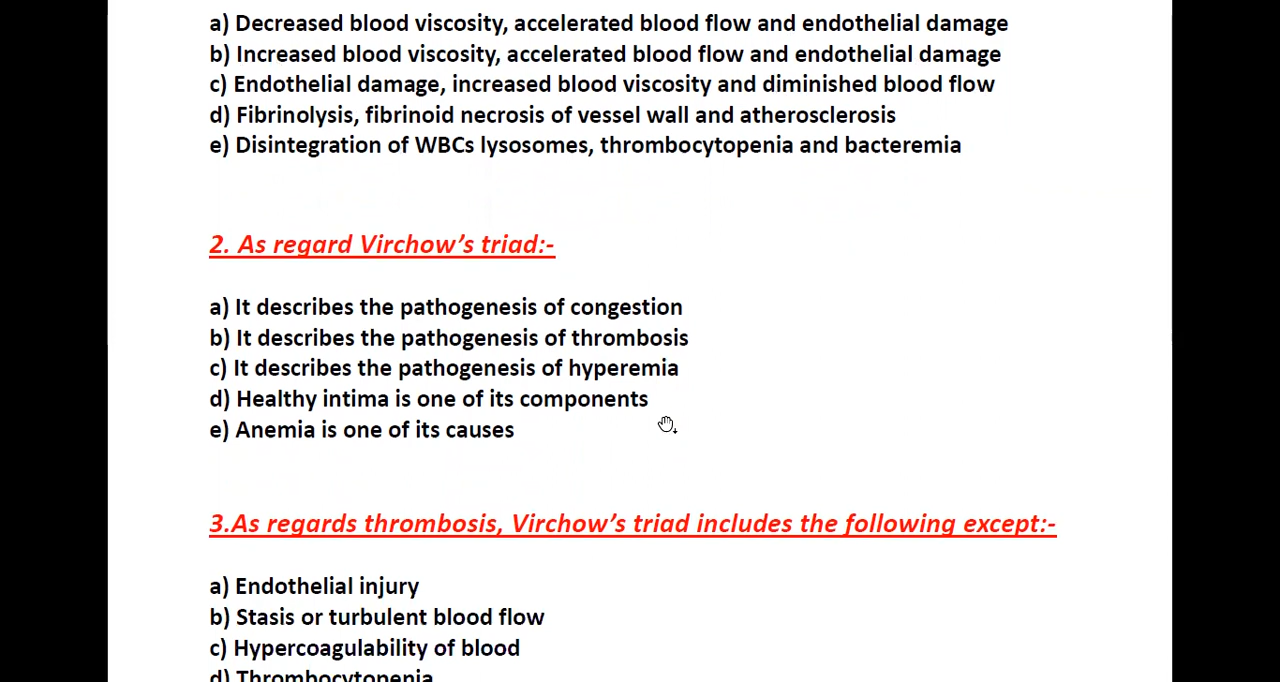 a) Decreased blood viscosity, accelerated blood flow and endothelial damage
b) Increased blood viscosity, accelerated blood flow and endothelial damage
c) Endothelial damage, increased blood viscosity and diminished blood flow
d) Fibrinolysis, fibrinoid necrosis of vessel wall and atherosclerosis
e) Disintegration of WBCs lysosomes, thrombocytopenia and bacteremia
2. As regard Virchow’s triad:-
a) It describes the pathogenesis of congestion
b) It describes the pathogenesis of thrombosis
c) It describes the pathogenesis of hyperemia
d) Healthy intima is one of its components
e) Anemia is one of its causes
3.As regards thrombosis, Virchow’s triad includes the following except:-
a) Endothelial injury
b) Stasis or turbulent blood flow
c) Hypercoagulability of blood
d) Thrombocytopenia